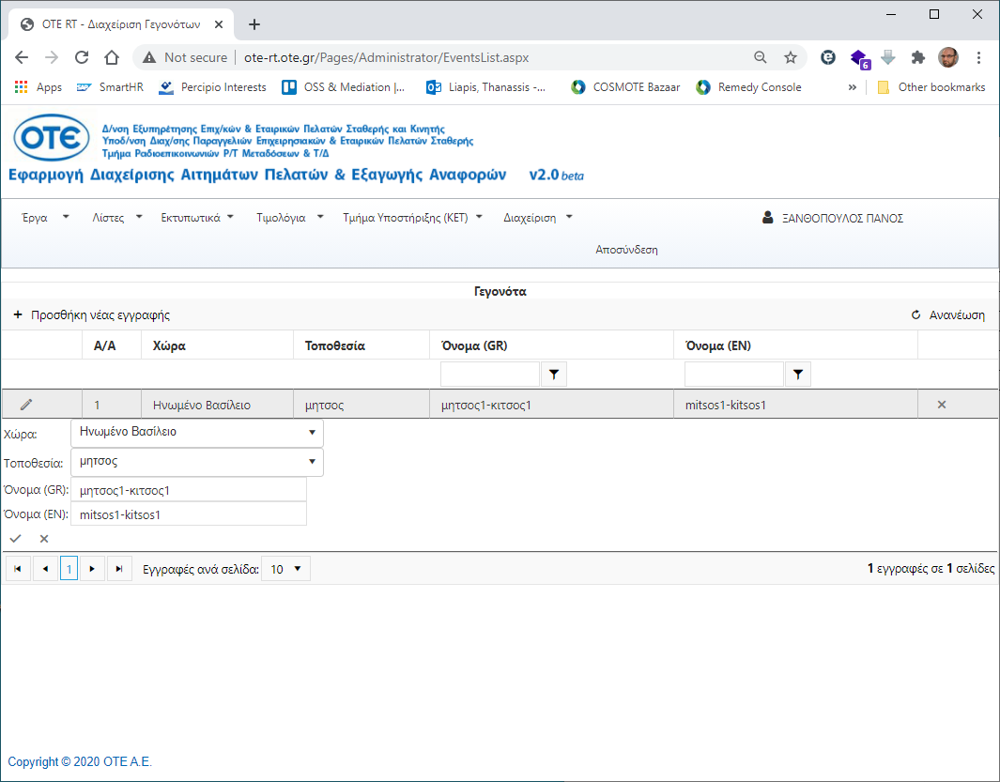 OTE RT - Διαχείριση Γεγονότων
Not secure | ote-rt.ote.gr/Pages/Administrator/EventsList.aspx
6
Apps SmartHR Percipio Interests OSS & Mediation |... Liapis, Thanassis -... COSMOTE Bazaar Remedy Console » Other bookmarks
OTE
Δ/νση Εξυπηρέτησης Επιχ/κών & Εταιρικών Πελατών Σταθερής και Κινητής
Υποδ/νση Διαχ/σης Παραγγελιών Επιχειρησιακών & Εταιρικών Πελατών Σταθερής
Τμήμα Ραδιοεπικοινωνιών Ρ/Τ Μεταδόσεων & Τ/Δ
Εφαρμογή Διαχείρισης Αιτημάτων Πελατών & Εξαγωγής Αναφορών v2.0 beta
Έργα Λίστες Εκτυπωτικά Τιμολόγια Τμήμα Υποστήριξης (ΚΕΤ) Διαχείριση ΞΑΝΘΟΠΟΥΛΟΣ ΠΑΝΟΣ
Αποσύνδεση
Γεγονότα
+ Προσθήκη νέας εγγραφής Ανανέωση
Α/Α Χώρα Τοποθεσία Όνομα (GR) Όνομα (EN)
1 Ηνωμένο Βασίλειο μητσος μητσος1-κιτσος1 mitsos1-kitsos1
Χώρα: Ηνωμένο Βασίλειο
Τοποθεσία: μητσος
Όνομα (GR): μητσος1-κιτσος1
Όνομα (EN): mitsos1-kitsos1
1 Εγγραφές ανά σελίδα: 10 1 εγγραφές σε 1 σελίδες
Copyright © 2020 OTE A.E.